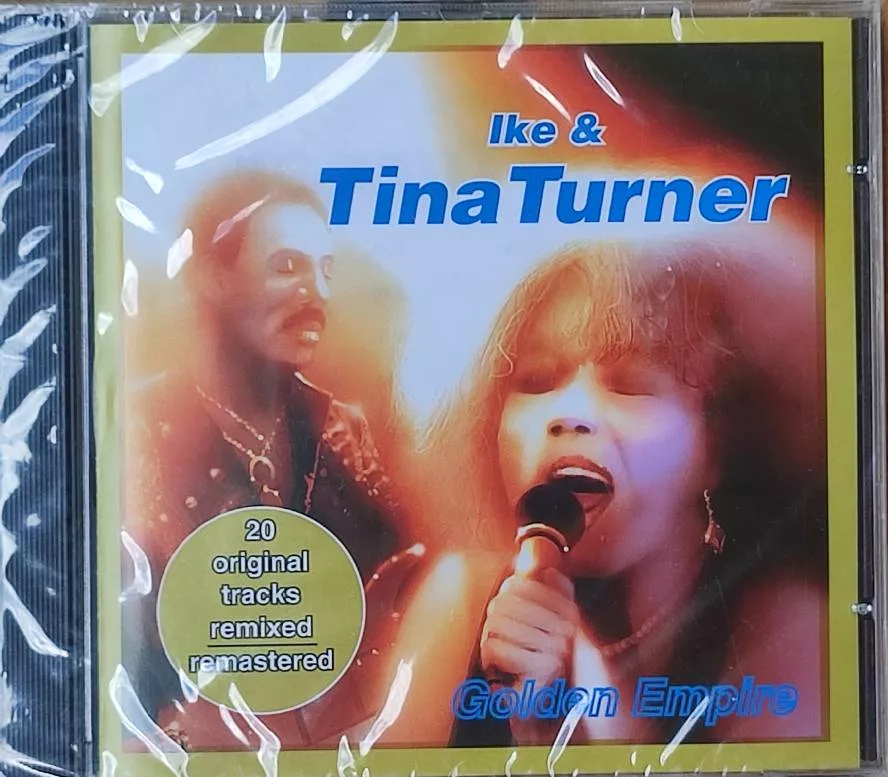 Ike &
Tina Turner
20
original
tracks
remixed
remastered
Golden Empire